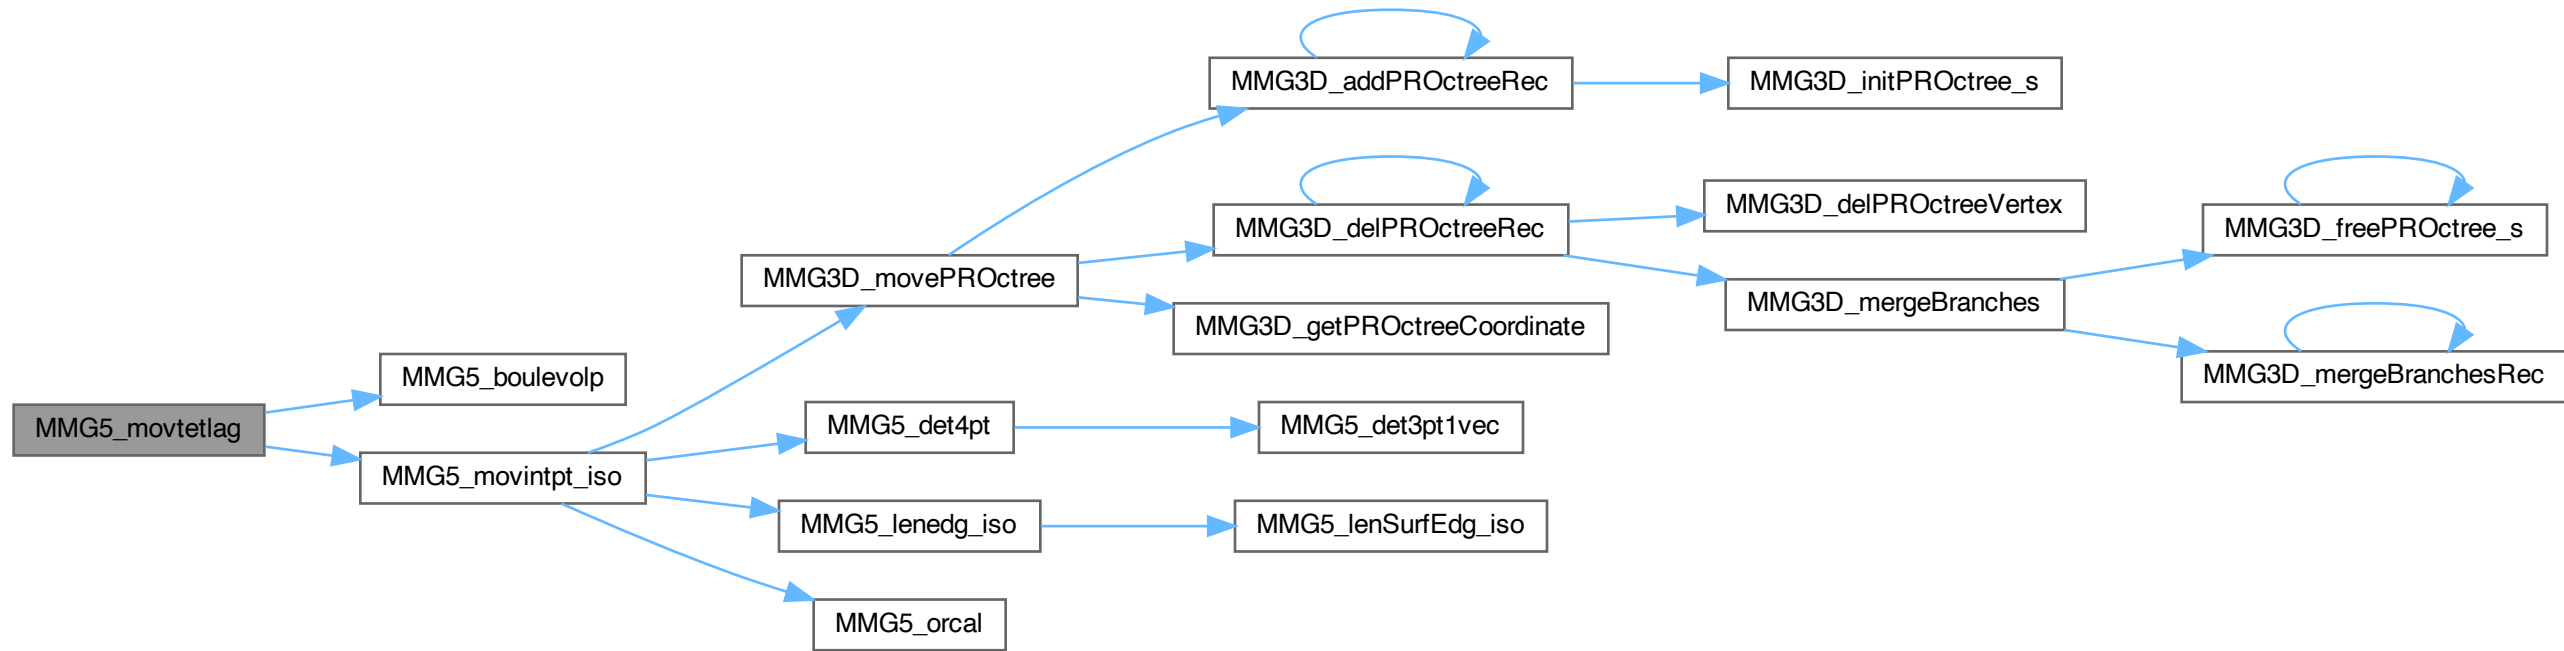 MMG3D_addPROctreeRec
MMG3D_initPROctree_s
MMG3D_delPROctreeVertex
MMG3D_delPROctreeRec
MMG3D_freePROctree_s
MMG3D_movePROctree
MMG3D_mergeBranches
MMG3D_getPROctreeCoordinate
MMG5_boulevolp
MMG3D_mergeBranchesRec
MMG5_movtetlag
MMG5_det4pt
MMG5_det3pt1vec
MMG5_movintpt_iso
MMG5_lenedg_iso
MMG5_lenSurfEdg_iso
MMG5_orcal